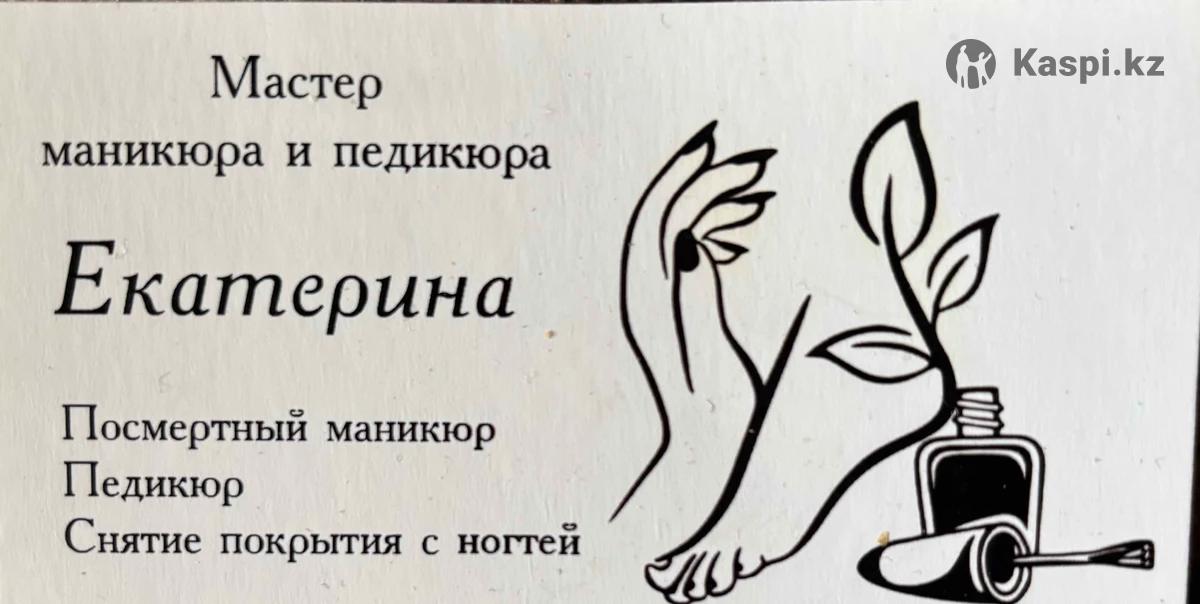 Kaspi.kz
Мастер
маникюра и педикюра
Екатерина
Посмертный маникюр
Педикюр
Снятие покрытия с ногтей